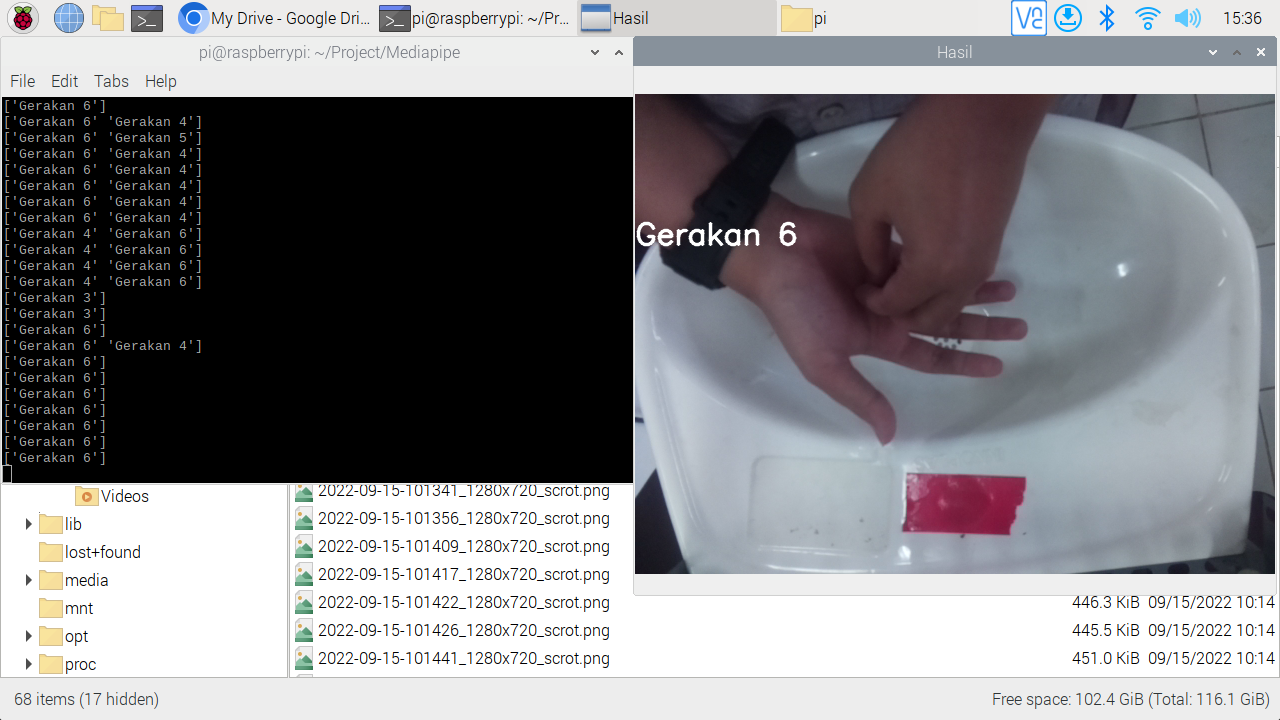 My Drive - Google Dri...
pi@raspberrypi: ~/Pr...
Hasil
pi
15:36
pi@raspberrypi: ~/Project/Mediapipe
File Edit Tabs Help
['Gerakan 6']
['Gerakan 6' 'Gerakan 4']
['Gerakan 6' 'Gerakan 5']
['Gerakan 6' 'Gerakan 4']
['Gerakan 6' 'Gerakan 4']
['Gerakan 6' 'Gerakan 4']
['Gerakan 6' 'Gerakan 4']
['Gerakan 6' 'Gerakan 4']
['Gerakan 4' 'Gerakan 6']
['Gerakan 4' 'Gerakan 6']
['Gerakan 4' 'Gerakan 6']
['Gerakan 4' 'Gerakan 6']
['Gerakan 3']
['Gerakan 3']
['Gerakan 6']
['Gerakan 6' 'Gerakan 4']
['Gerakan 6']
['Gerakan 6']
['Gerakan 6']
['Gerakan 6']
['Gerakan 6']
['Gerakan 6']
['Gerakan 6']
Hasil
Gerakan 6
Videos
lib
lost+found
media
mnt
opt
proc
2022-09-15-101341_1280x720_scrot.png
2022-09-15-101356_1280x720_scrot.png
2022-09-15-101409_1280x720_scrot.png
2022-09-15-101417_1280x720_scrot.png
2022-09-15-101422_1280x720_scrot.png 446.3 KiB 09/15/2022 10:14
2022-09-15-101426_1280x720_scrot.png 445.5 KiB 09/15/2022 10:14
2022-09-15-101441_1280x720_scrot.png 451.0 KiB 09/15/2022 10:14
68 items (17 hidden)
Free space: 102.4 GiB (Total: 116.1 GiB)